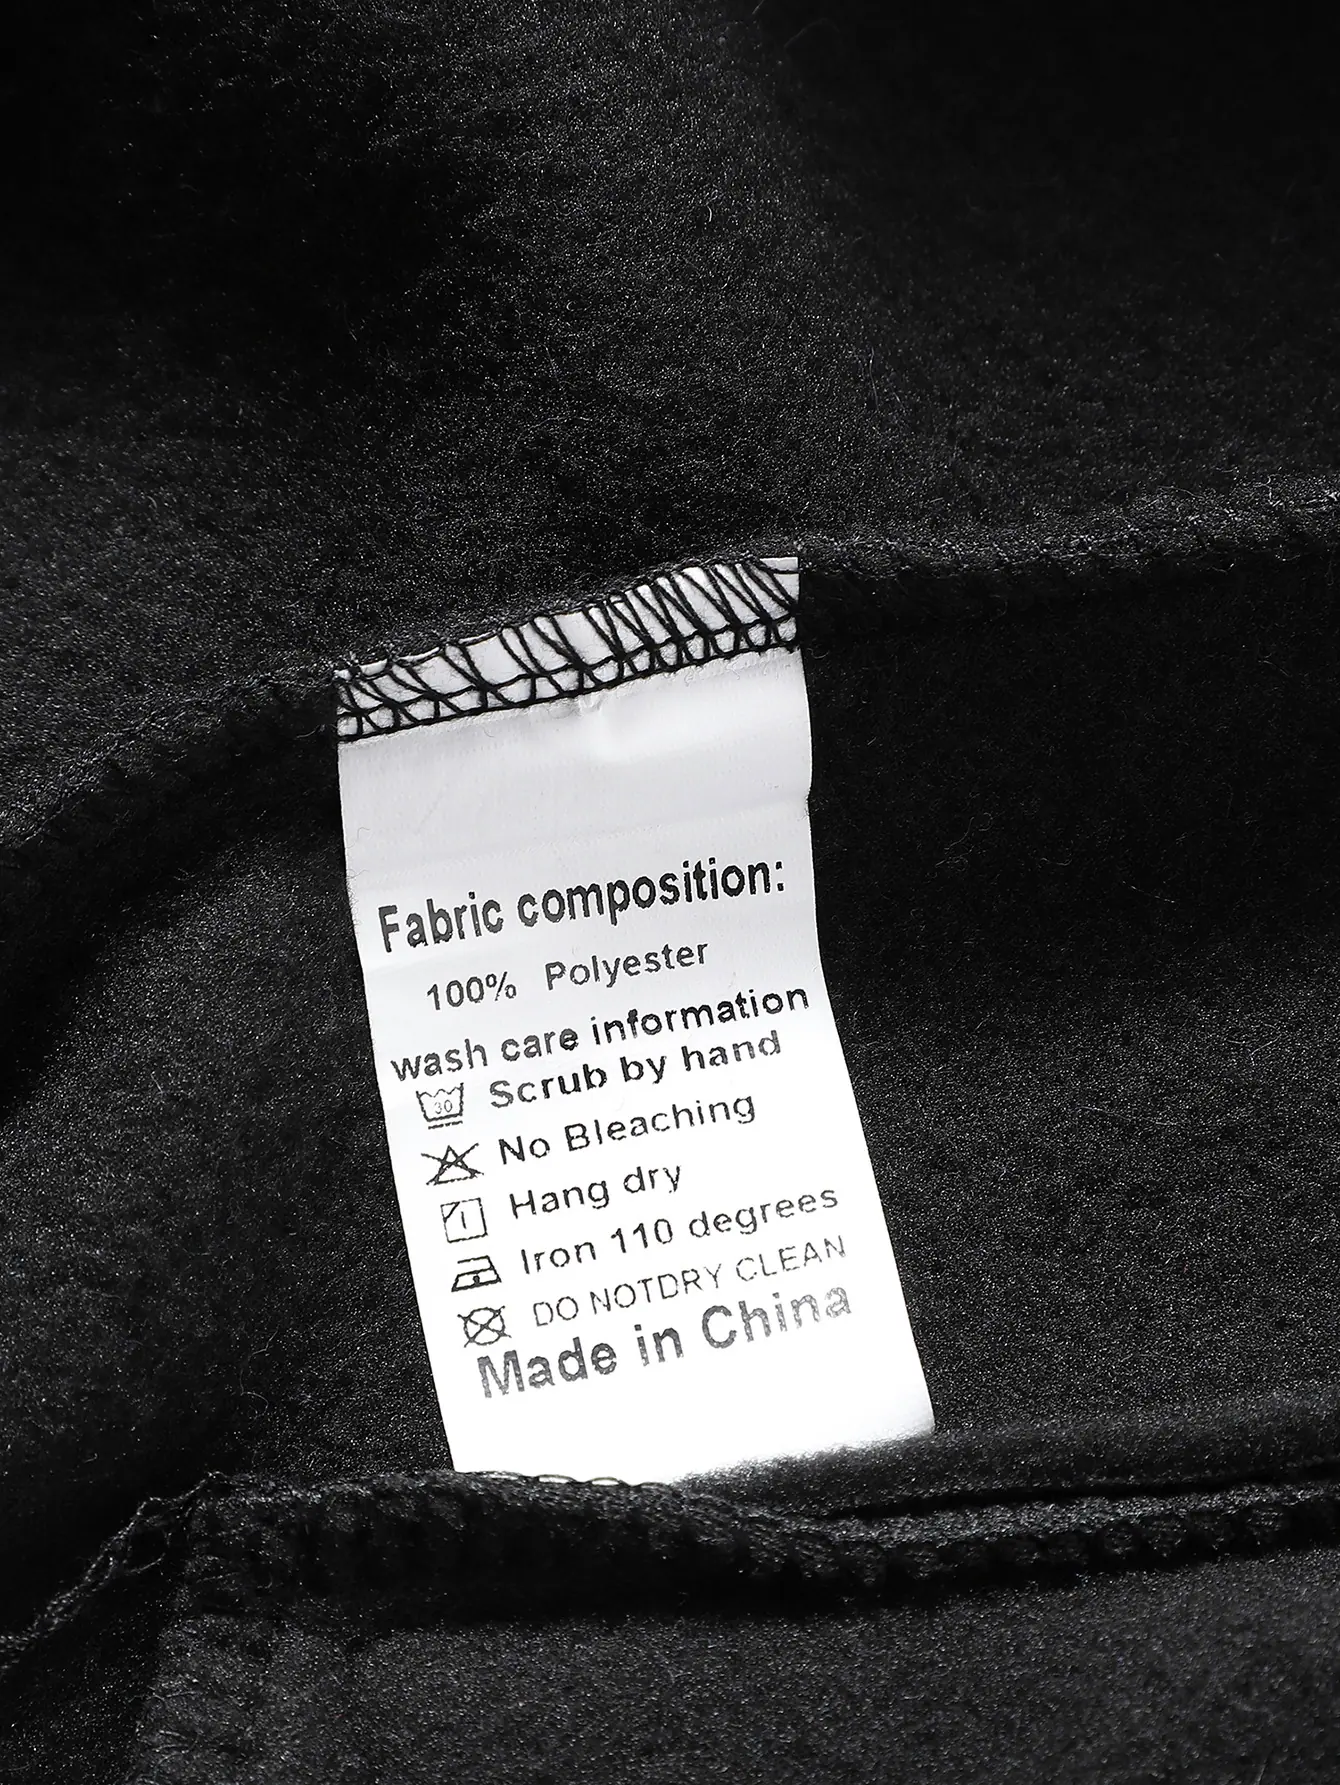 Fabric composition:
100% Polyester
wash care information
30 Scrub by hand
No Bleaching
Hang dry
Iron 110 degrees
DO NOTDRY CLEAN
Made in China